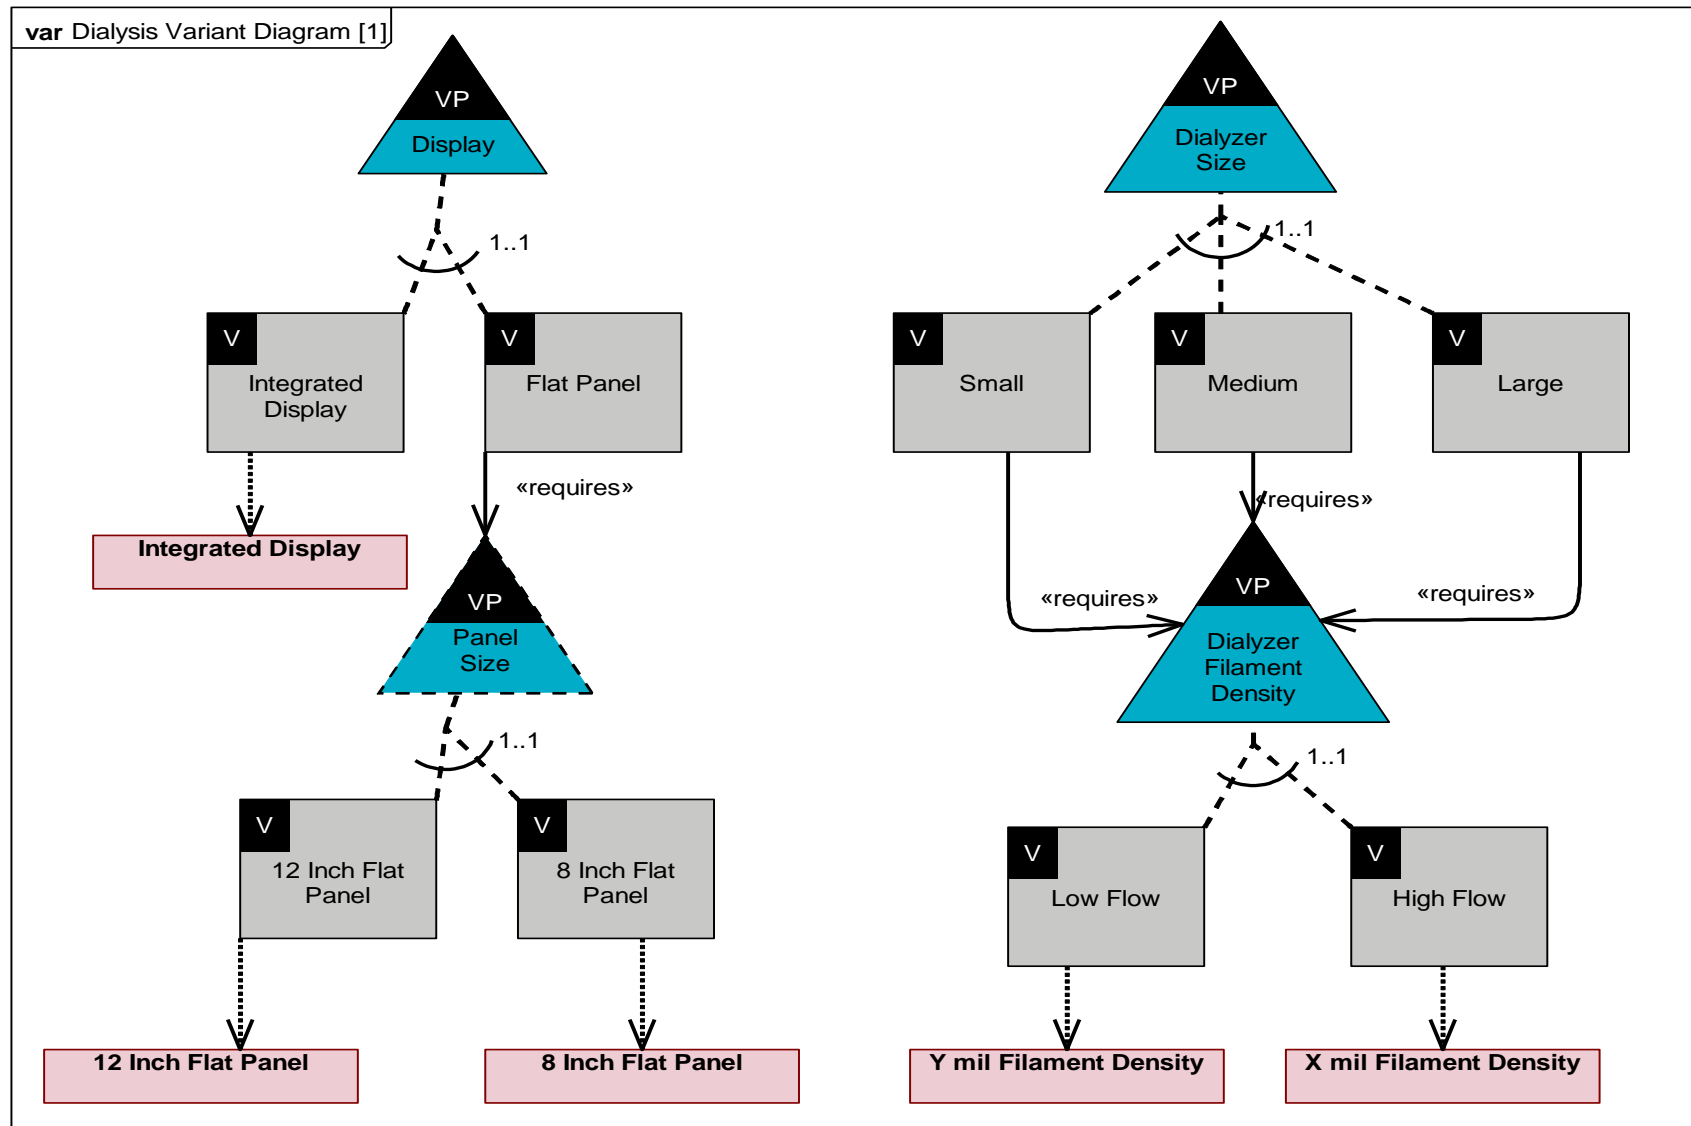 var Dialysis Variant Diagram [1]
VP
Display
1..1
V
Integrated
Display
V
Flat Panel
«requires»
Integrated Display
VP
Panel
Size
1..1
V
12 Inch Flat
Panel
V
8 Inch Flat
Panel
12 Inch Flat Panel
8 Inch Flat Panel
VP
Dialyzer
Size
1..1
V
Small
V
Medium
V
Large
«requires»
«requires»
«requires»
VP
Dialyzer
Filament
Density
1..1
V
Low Flow
V
High Flow
Y mil Filament Density
X mil Filament Density